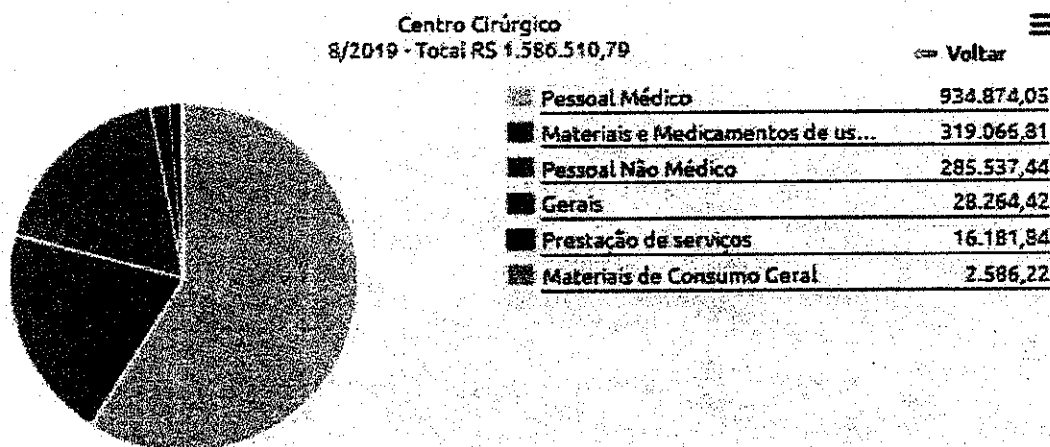 Centro Cirúrgico
8/2019 - Total RS 1.586.510,79
Voltar
Pessoal Médico 934.874,05
Materiais e Medicamentos de us... 319.066,81
Pessoal Não Médico 285.537,44
Gerais 28.264,42
Prestação de serviços 16.181,84
Materiais de Consumo Geral 2.586,22